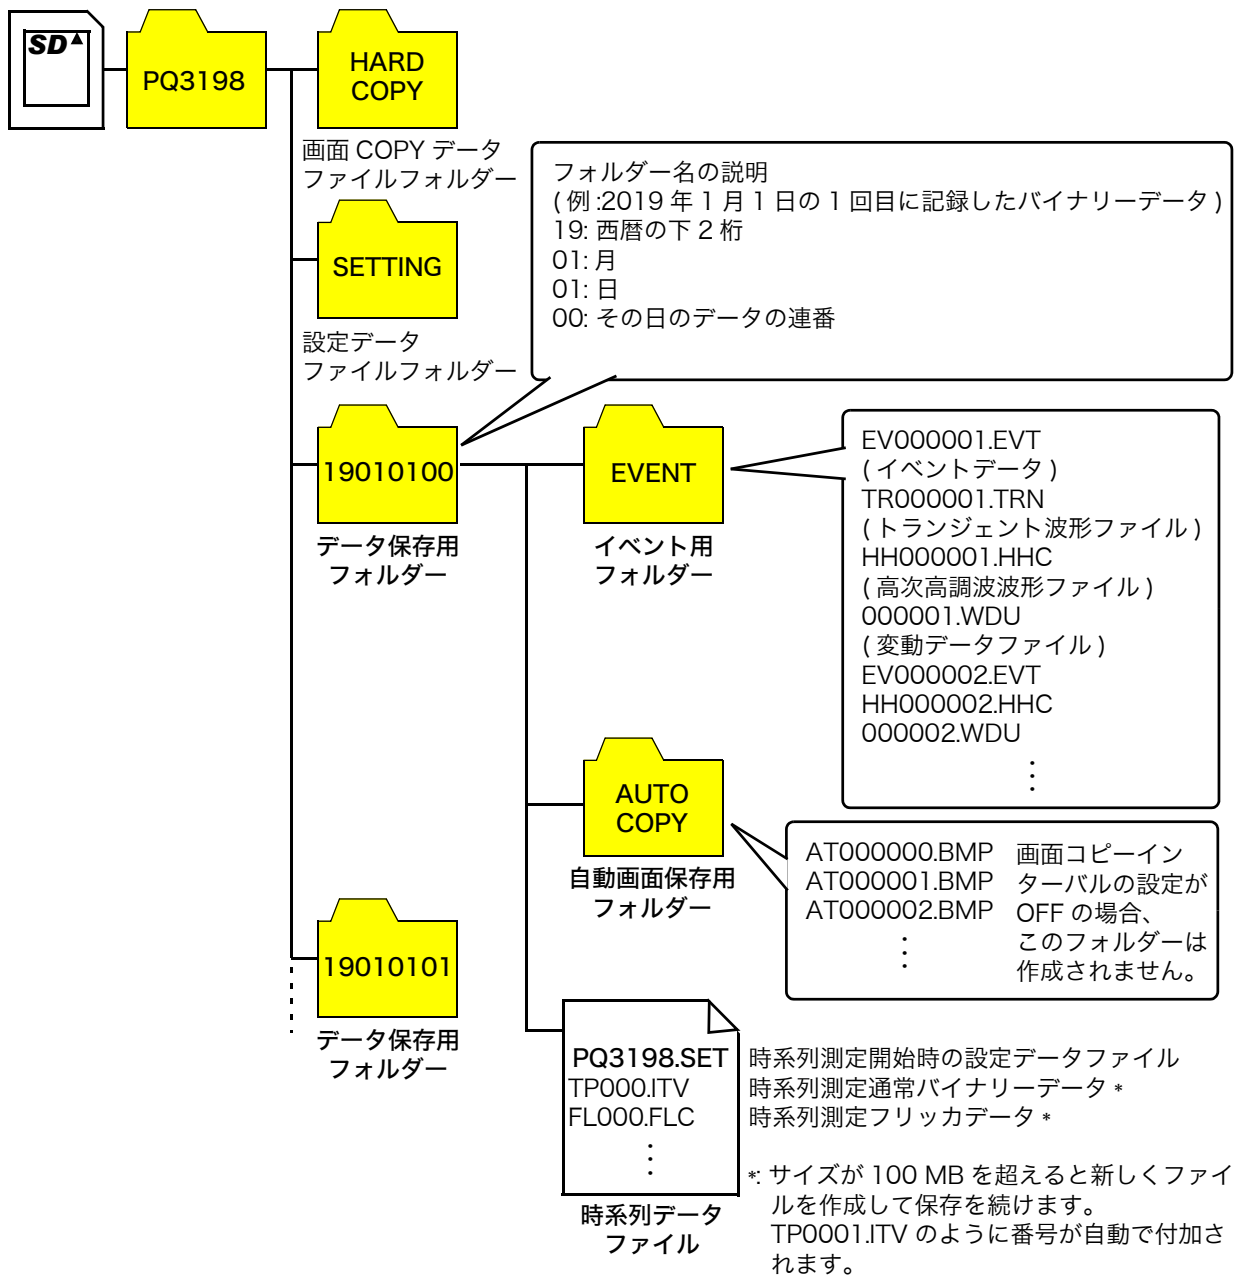 SD
PQ3198
HARD
COPY
画面 COPY データ
ファイルフォルダー
SETTING
設定データ
ファイルフォルダー
フォルダー名の説明
( 例 :2019 年 1 月 1 日の 1 回目に記録したバイナリーデータ )
19: 西暦の下 2 桁
01: 月
01: 日
00: その日のデータの連番
19010100
データ保存用
フォルダー
EVENT
イベント用
フォルダー
EV000001.EVT
( イベントデータ )
TR000001.TRN
( トランジェント波形ファイル )
HH000001.HHC
( 高次高調波波形ファイル )
000001.WDU
( 変動データファイル )
EV000002.EVT
HH000002.HHC
000002.WDU
⋮
AUTO
COPY
自動画面保存用
フォルダー
AT000000.BMP
AT000001.BMP
AT000002.BMP
⋮
画面コピーイン
ターバルの設定が
OFF の場合、
このフォルダーは
作成されません。
19010101
データ保存用
フォルダー
PQ3198.SET 時系列測定開始時の設定データファイル
TP000.ITV 時系列測定通常バイナリーデータ *
FL000.FLC 時系列測定フリッカデータ *
⋮
時系列データ
ファイル
*: サイズが 100 MB を超えると新しくファイ
ルを作成して保存を続けます。
TP0001.ITV のように番号が自動で付加さ
れます。